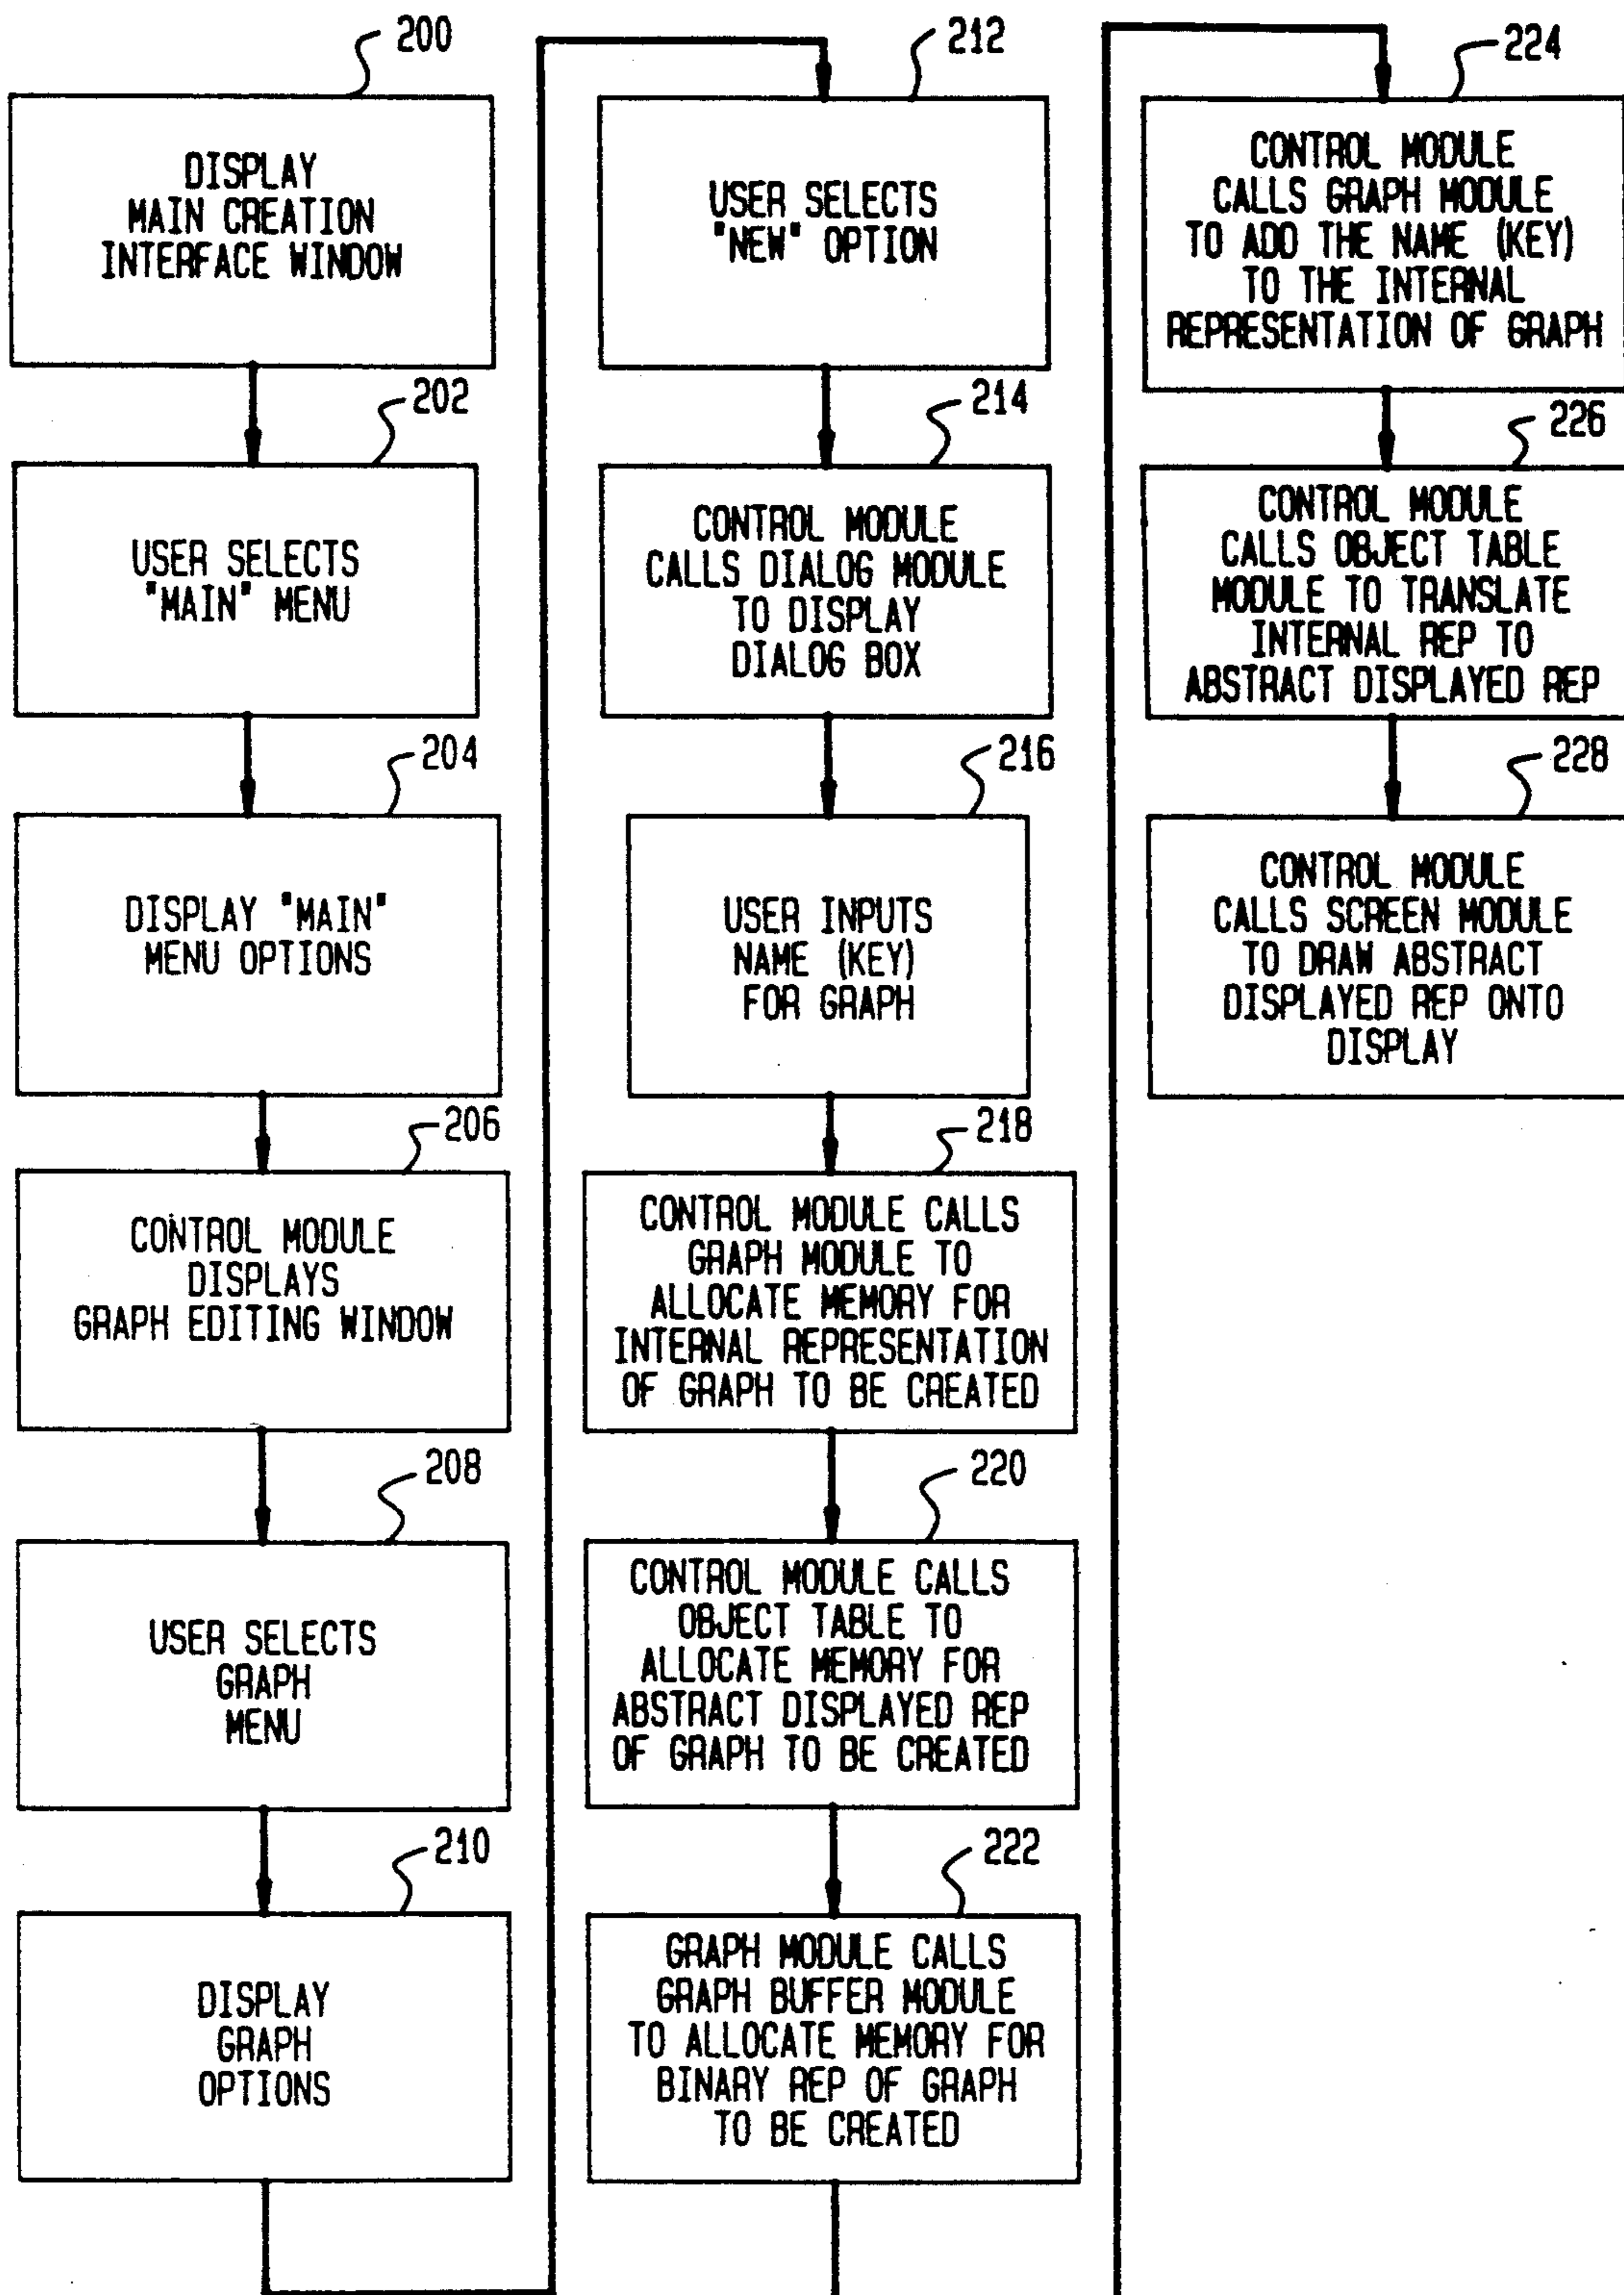 200
DISPLAY
MAIN CREATION
INTERFACE WINDOW
202
USER SELECTS
"MAIN" MENU
204
DISPLAY "MAIN"
MENU OPTIONS
206
CONTROL MODULE
DISPLAYS
GRAPH EDITING WINDOW
208
USER SELECTS
GRAPH
MENU
210
DISPLAY
GRAPH
OPTIONS
212
USER SELECTS
"NEW" OPTION
214
CONTROL MODULE
CALLS DIALOG MODULE
TO DISPLAY
DIALOG BOX
216
USER INPUTS
NAME (KEY)
FOR GRAPH
218
CONTROL MODULE CALLS
GRAPH MODULE TO
ALLOCATE MEMORY FOR
INTERNAL REPRESENTATION
OF GRAPH TO BE CREATED
220
CONTROL MODULE CALLS
OBJECT TABLE TO
ALLOCATE MEMORY FOR
ABSTRACT DISPLAYED REP
OF GRAPH TO BE CREATED
222
GRAPH MODULE CALLS
GRAPH BUFFER MODULE
TO ALLOCATE MEMORY FOR
BINARY REP OF GRAPH
TO BE CREATED
224
CONTROL MODULE
CALLS GRAPH MODULE
TO ADD THE NAME (KEY)
TO THE INTERNAL
REPRESENTATION OF GRAPH
226
CONTROL MODULE
CALLS OBJECT TABLE
MODULE TO TRANSLATE
INTERNAL REP TO
ABSTRACT DISPLAYED REP
228
CONTROL MODULE
CALLS SCREEN MODULE
TO DRAW ABSTRACT
DISPLAYED REP ONTO
DISPLAY